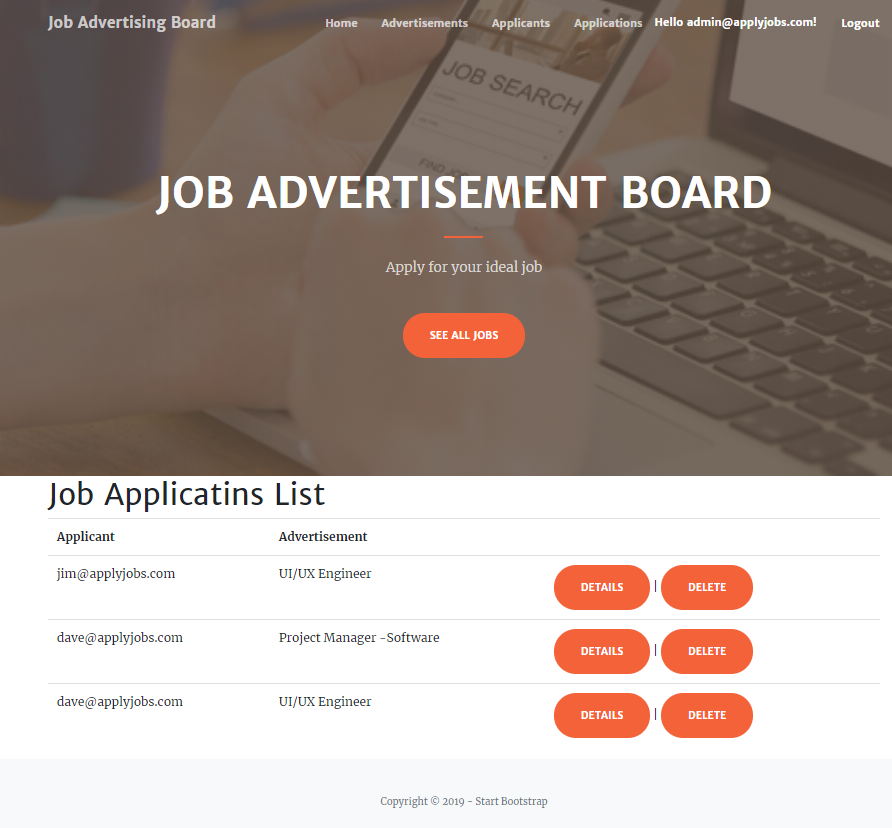 Job Advertising Board Home Advertisements Applicants Applications Hello admin@applyjobs.com! Logout
JOB SEARCH
FIND JOB
JOB ADVERTISEMENT BOARD
Apply for your ideal job
SEE ALL JOBS
Job Applicatins List
Applicant Advertisement
jim@applyjobs.com UI/UX Engineer DETAILS | DELETE
dave@applyjobs.com Project Manager -Software DETAILS | DELETE
dave@applyjobs.com UI/UX Engineer DETAILS | DELETE
Copyright © 2019 - Start Bootstrap